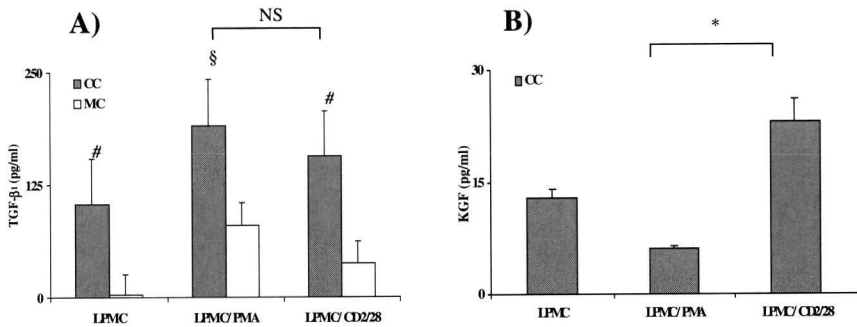 A)
NS
§
250
CC
MC
#
#
125
0
TGF-β1 (pg/ml)
LPMC
LPMC/PMA
LPMC/CD2/28
B)
*
30
CC
15
0
KGF (pg/ml)
LPMC
LPMC/PMA
LPMC/CD2/28